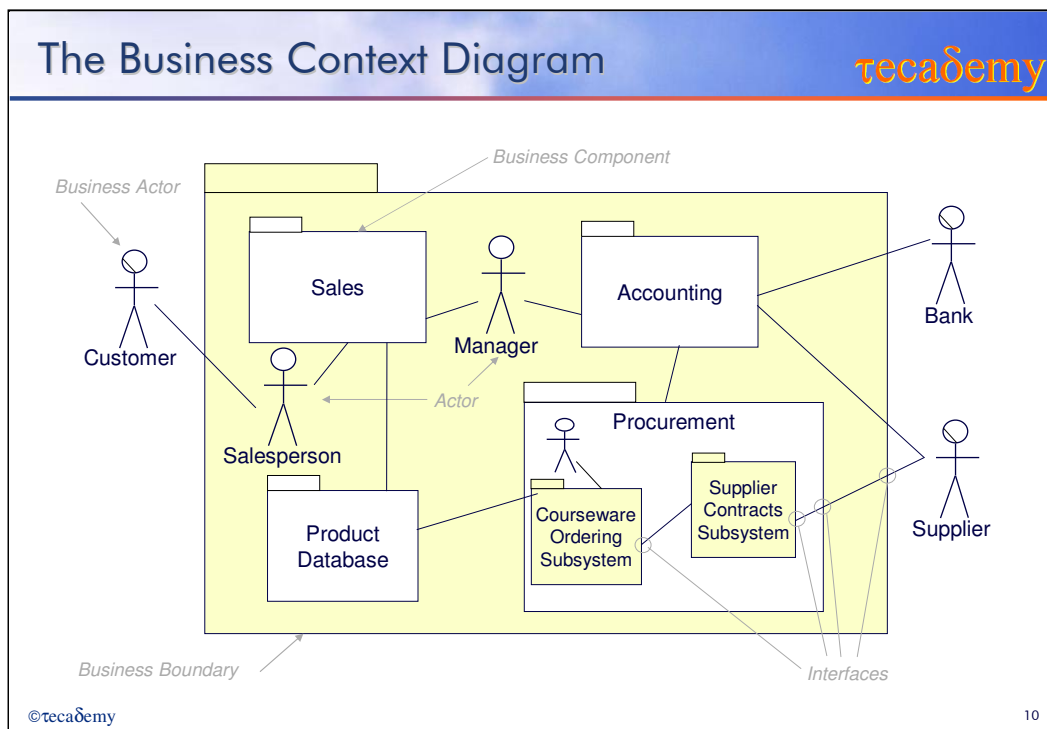 The Business Context Diagram
τecaδemy
Business Component
Business Actor
Sales
Accounting
Bank
Manager
Customer
Actor
Procurement
Salesperson
Supplier
Contracts
Subsystem
Courseware
Ordering
Subsystem
Product
Database
Supplier
Business Boundary
Interfaces
©τecaδemy
10